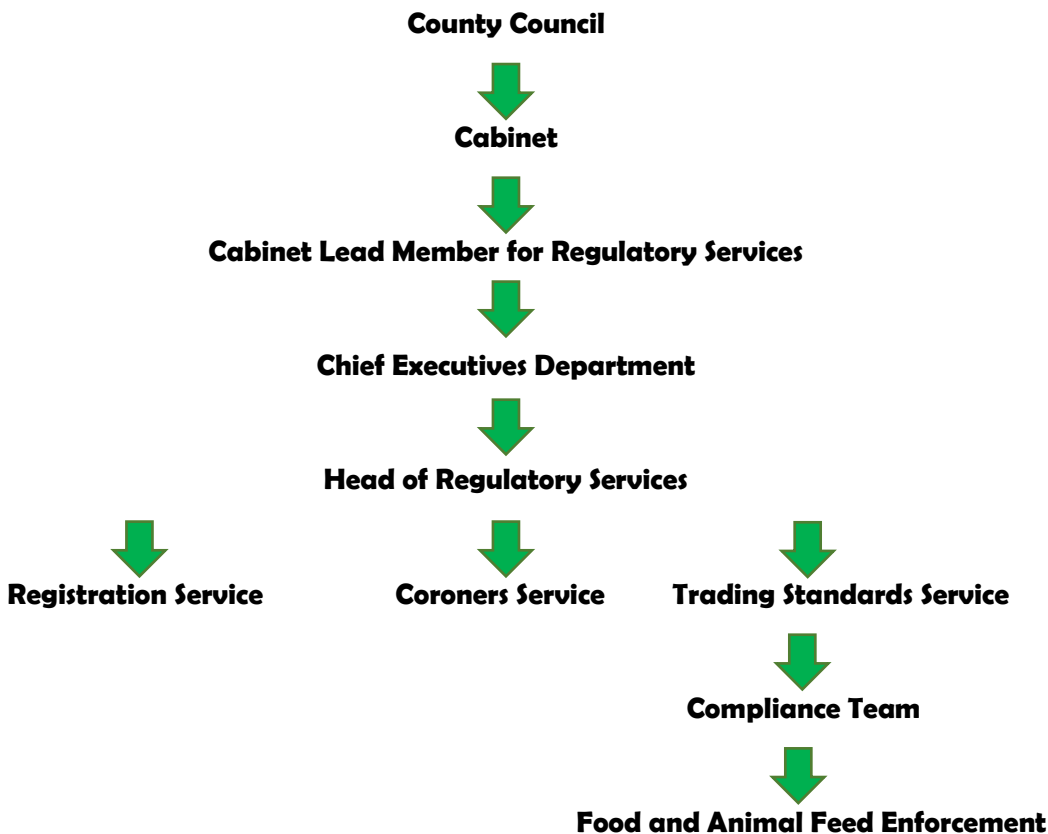 County Council
Cabinet
Cabinet Lead Member for Regulatory Services
Chief Executives Department
Head of Regulatory Services
Registration Service
Coroners Service
Trading Standards Service
Compliance Team
Food and Animal Feed Enforcement